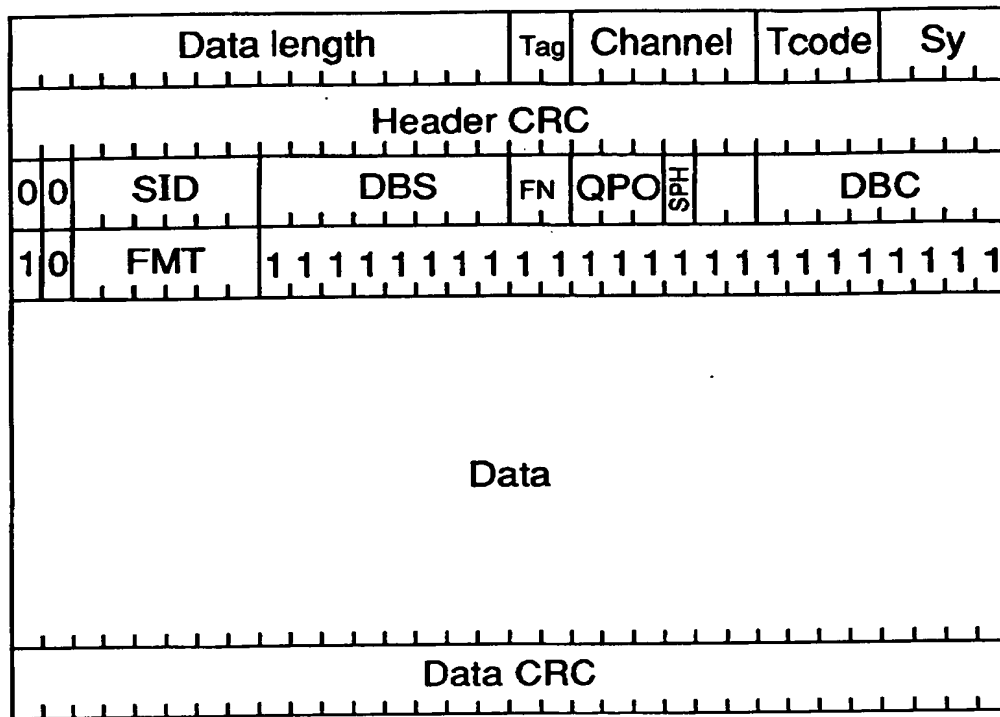 Data length Tag Channel Tcode Sy
Header CRC
0 0 SID DBS FN QPO SPH DBC
1 0 FMT 1 1 1 1 1 1 1 1 1 1 1 1 1 1 1 1 1 1 1 1 1 1 1 1
Data
Data CRC